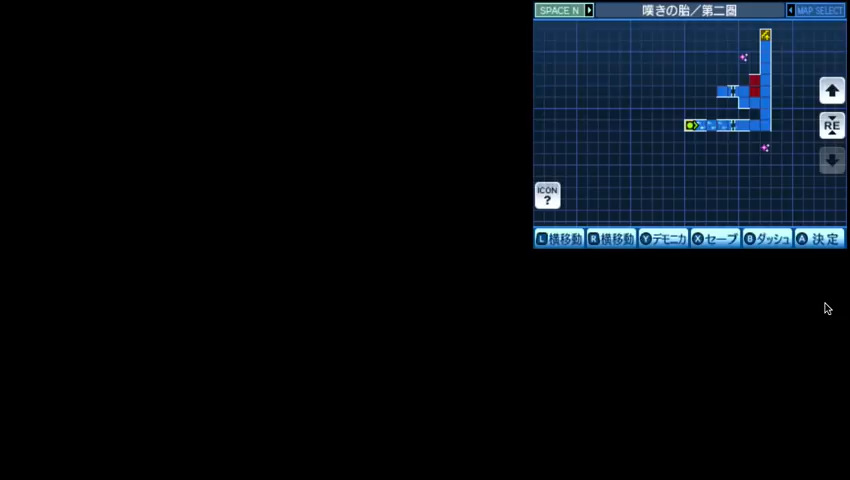 SPACE N
嘆きの胎／第二圏
MAP SELECT
RE
ICON
?
L横移動
R横移動
Yデモニカ
Xセーブ
Bダッシュ
A決定